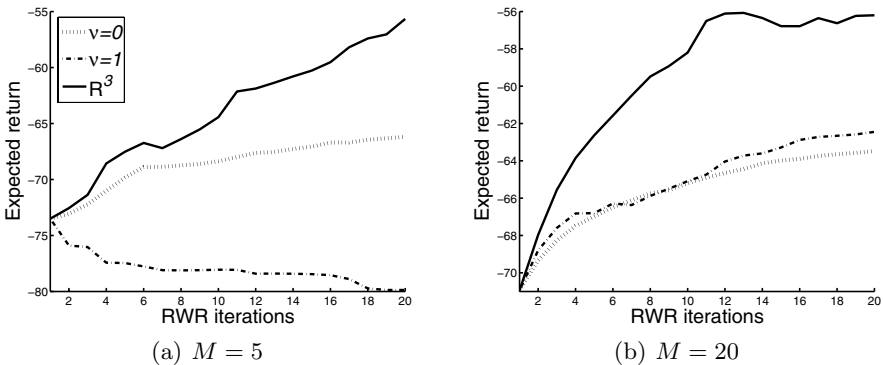 -55
-60
-65
-70
-75
-80
Expected return
ν=0
ν=1
R³
2 4 6 8 10 12 14 16 18 20
RWR iterations
(a) M = 5
-56
-58
-60
-62
-64
-66
-68
-70
Expected return
2 4 6 8 10 12 14 16 18 20
RWR iterations
(b) M = 20